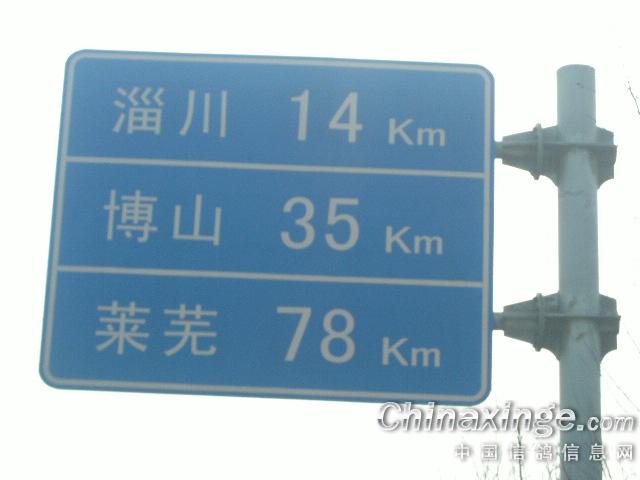 淄川 14 Km
博山 35 Km
莱芜 78 Km
Chinaxinge.com
中国信鸽信息网